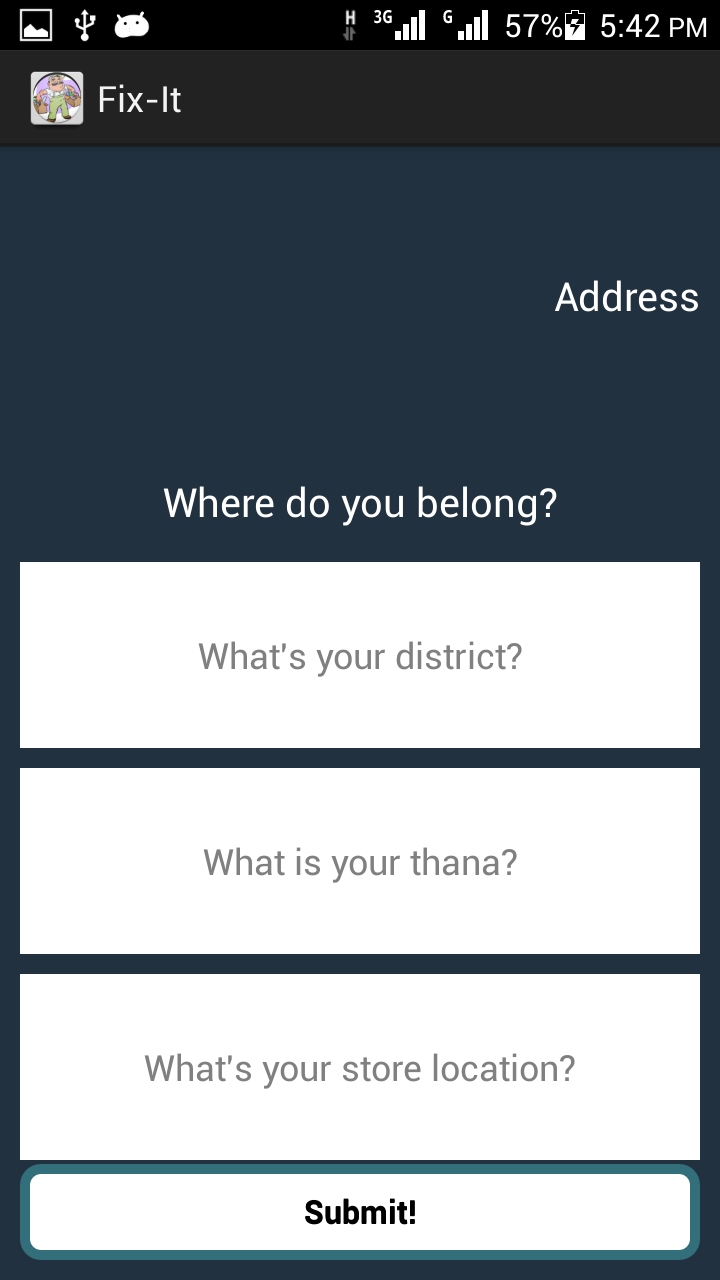 H 3G G 57% 5:42 PM
Fix-It
Address
Where do you belong?
What's your district?
What is your thana?
What's your store location?
Submit!